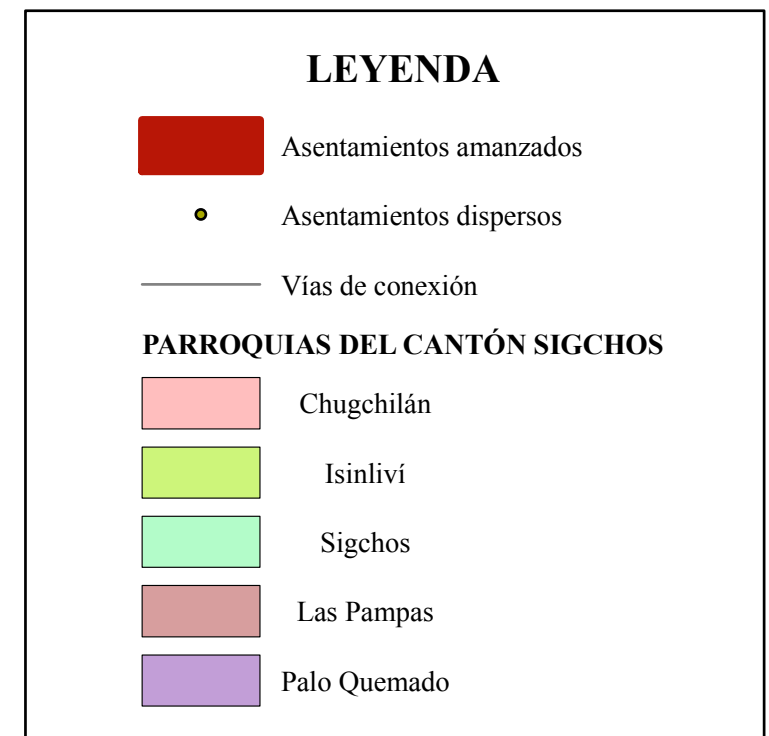 LEYENDA
Asentamientos amanzados
Asentamientos dispersos
Vías de conexión
PARROQUIAS DEL CANTÓN SIGCHOS
Chugchilán
Isinliví
Sigchos
Las Pampas
Palo Quemado